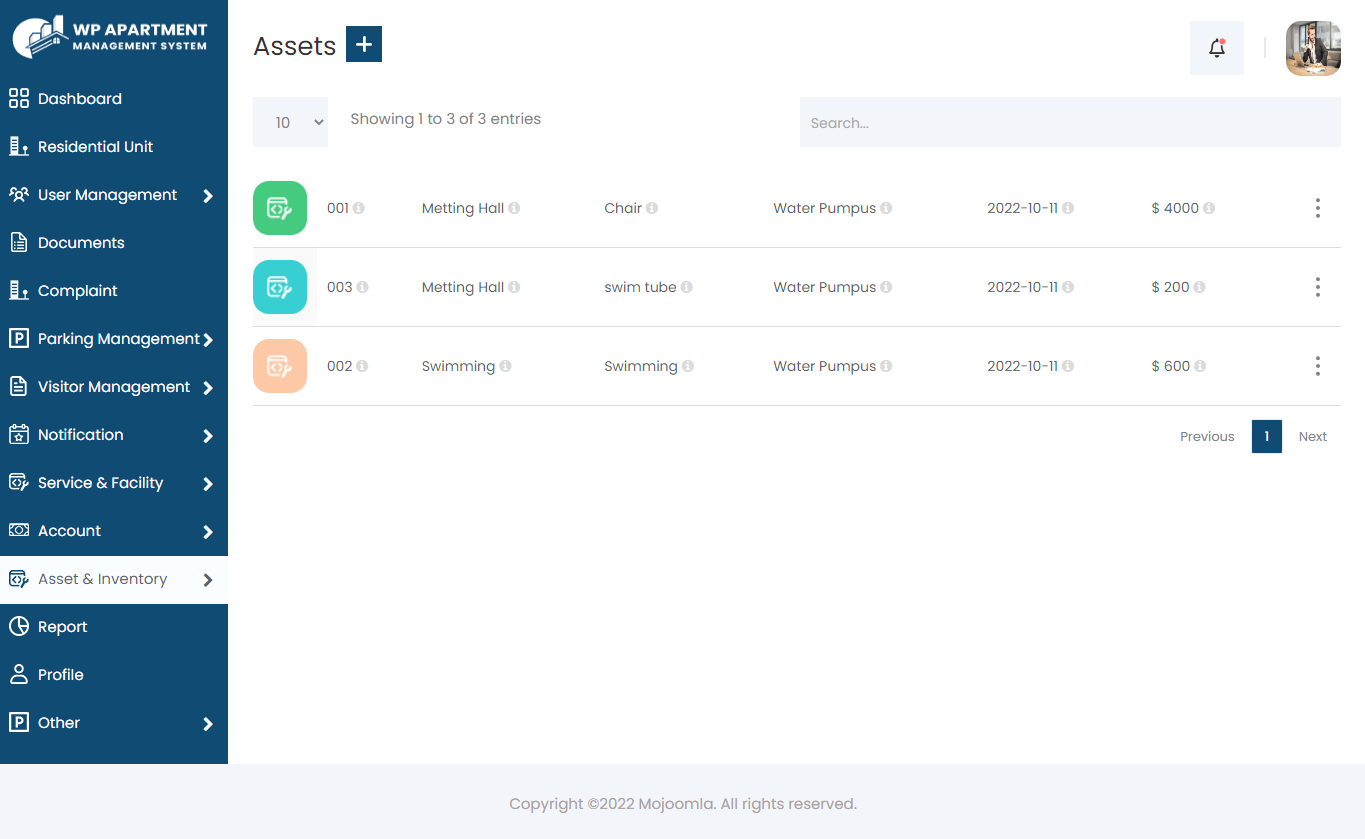 WP APARTMENT
MANAGEMENT SYSTEM
Dashboard
Residential Unit
User Management
Documents
Complaint
P Parking Management
Visitor Management
Notification
Service & Facility
Account
Asset & Inventory
Report
Profile
P Other
Assets +
10 Showing 1 to 3 of 3 entries Search...
001 Metting Hall Chair Water Pumpus 2022-10-11 $ 4000
003 Metting Hall swim tube Water Pumpus 2022-10-11 $ 200
002 Swimming Swimming Water Pumpus 2022-10-11 $ 600
Previous 1 Next
Copyright ©2022 Mojoomla. All rights reserved.